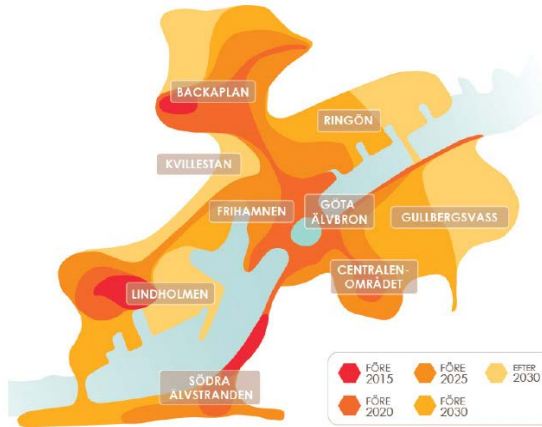 BACKAPLAN
RINGÖN
KVILLESTAN
FRIHAMNEN
GÖTA
ÄLVBRON
GULLBERGSVASS
CENTRALEN-
OMRÅDET
LINDHOLMEN
SÖDRA
ÄLVSTRANDEN
FÖRE
2015
FÖRE
2025
EFTER
2030
FÖRE
2020
FÖRE
2030